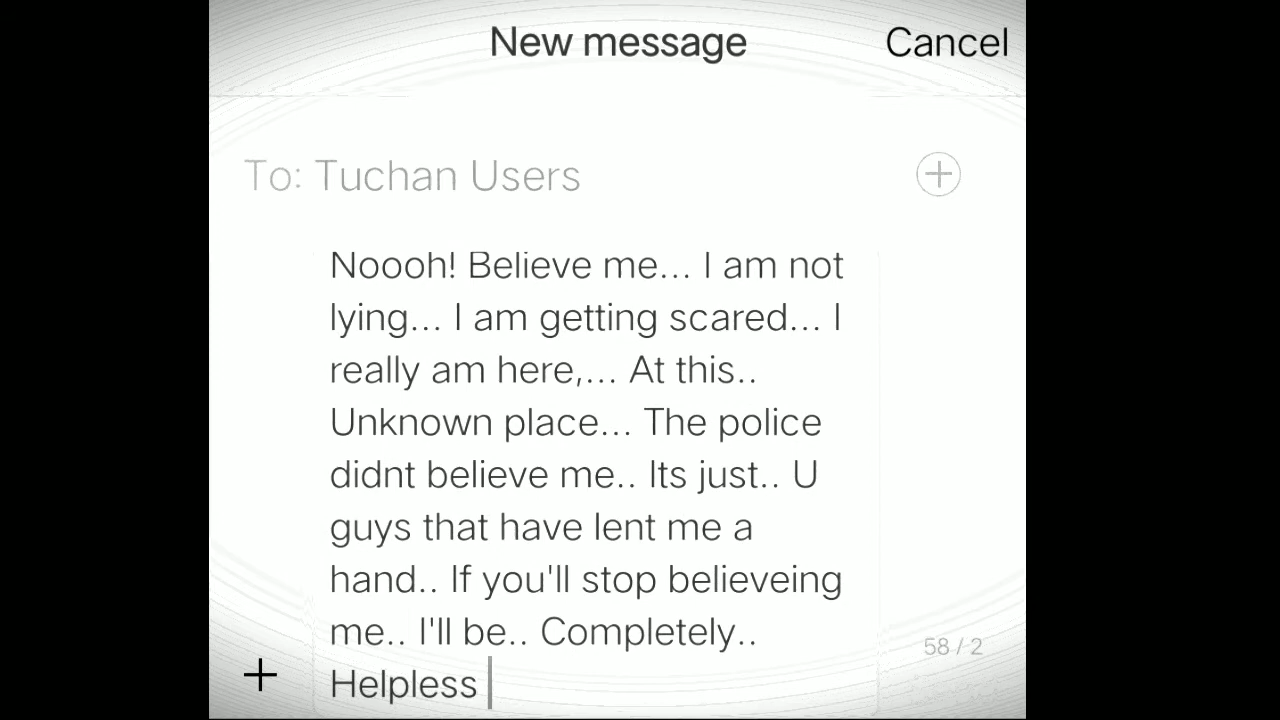 New message
Cancel
To: Tuchan Users
Noooh! Believe me... I am not
lying... I am getting scared... I
really am here,... At this..
Unknown place... The police
didnt believe me.. Its just.. U
guys that have lent me a
hand.. If you'll stop believeing
me.. I'll be.. Completely..
58 / 2
Helpless